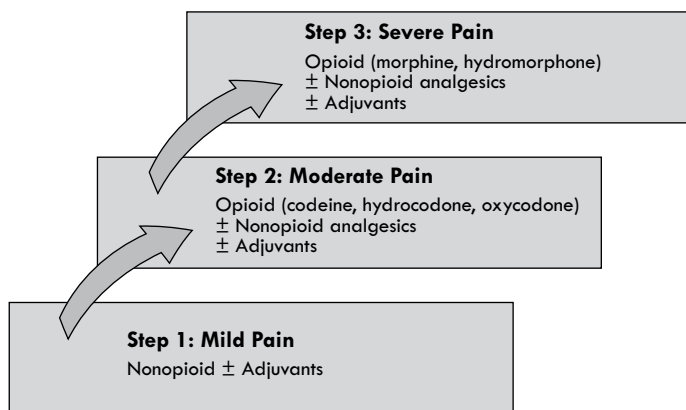 Step 3: Severe Pain
Opioid (morphine, hydromorphone)
± Nonopioid analgesics
± Adjuvants
Step 2: Moderate Pain
Opioid (codeine, hydrocodone, oxycodone)
± Nonopioid analgesics
± Adjuvants
Step 1: Mild Pain
Nonopioid ± Adjuvants